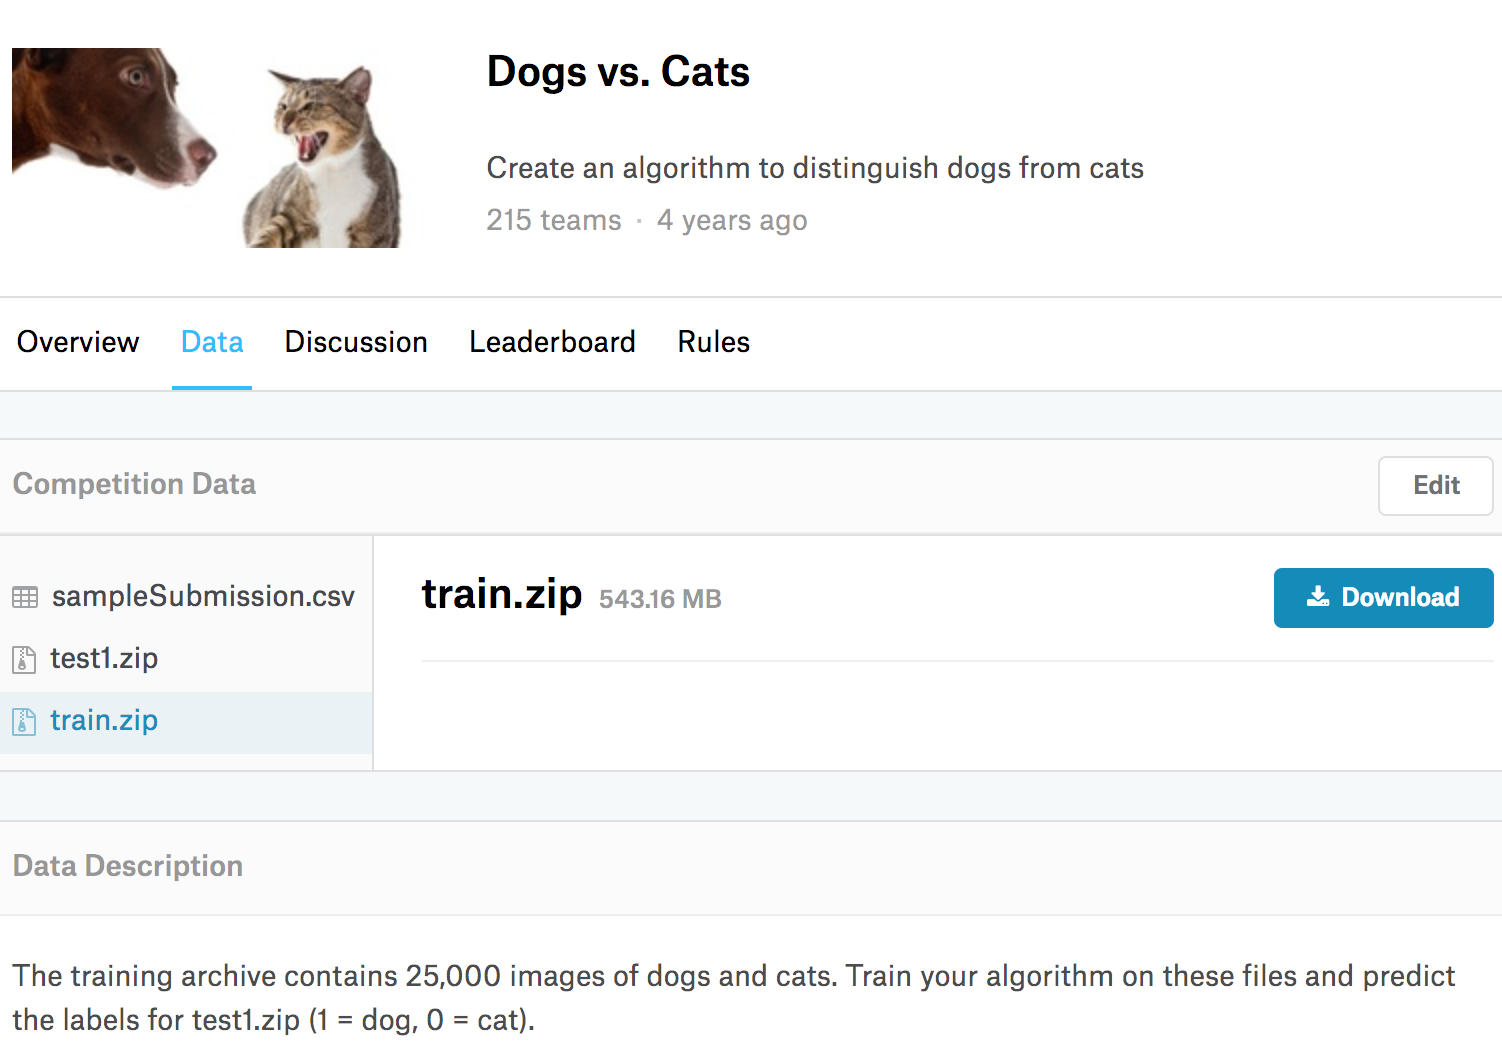 Dogs vs. Cats
Create an algorithm to distinguish dogs from cats
215 teams · 4 years ago
Overview Data Discussion Leaderboard Rules
Competition Data Edit
sampleSubmission.csv
test1.zip
train.zip
train.zip 543.16 MB Download
Data Description
The training archive contains 25,000 images of dogs and cats. Train your algorithm on these files and predict
the labels for test1.zip (1 = dog, 0 = cat).